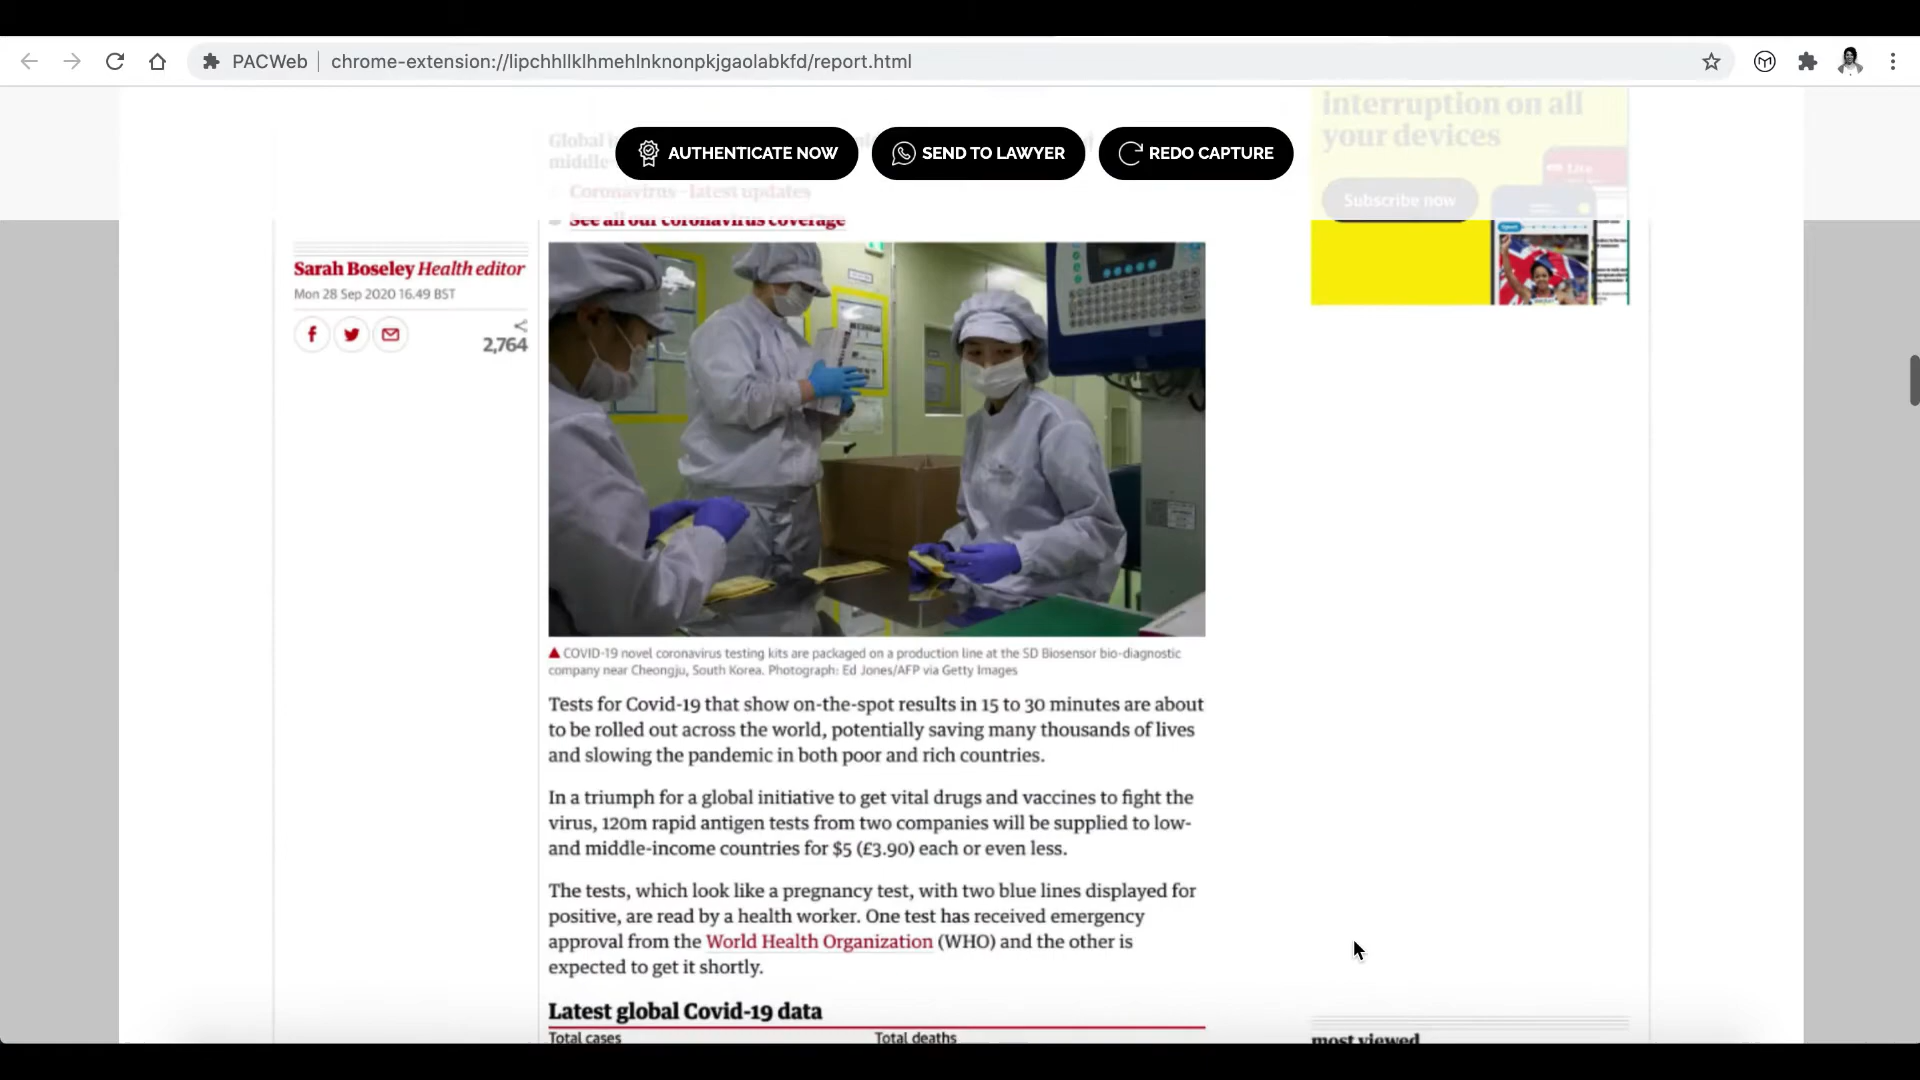 PACWeb
chrome-extension://lipchhllklhmehlnknonpkjgaolabkfd/report.html
interruption on all
your devices
Subscribe now
AUTHENTICATE NOW
SEND TO LAWYER
REDO CAPTURE
Global
middle-
Coronavirus - latest updates
See all our coronavirus coverage
Sarah Boseley Health editor
Mon 28 Sep 2020 16.49 BST
2,764
COVID-19 novel coronavirus testing kits are packaged on a production line at the SD Biosensor bio-diagnostic
company near Cheongju, South Korea. Photograph: Ed Jones/AFP via Getty Images
Tests for Covid-19 that show on-the-spot results in 15 to 30 minutes are about
to be rolled out across the world, potentially saving many thousands of lives
and slowing the pandemic in both poor and rich countries.
In a triumph for a global initiative to get vital drugs and vaccines to fight the
virus, 120m rapid antigen tests from two companies will be supplied to low-
and middle-income countries for $5 (£3.90) each or even less.
The tests, which look like a pregnancy test, with two blue lines displayed for
positive, are read by a health worker. One test has received emergency
approval from the World Health Organization (WHO) and the other is
expected to get it shortly.
Latest global Covid-19 data
Total cases
Total deaths
most viewed